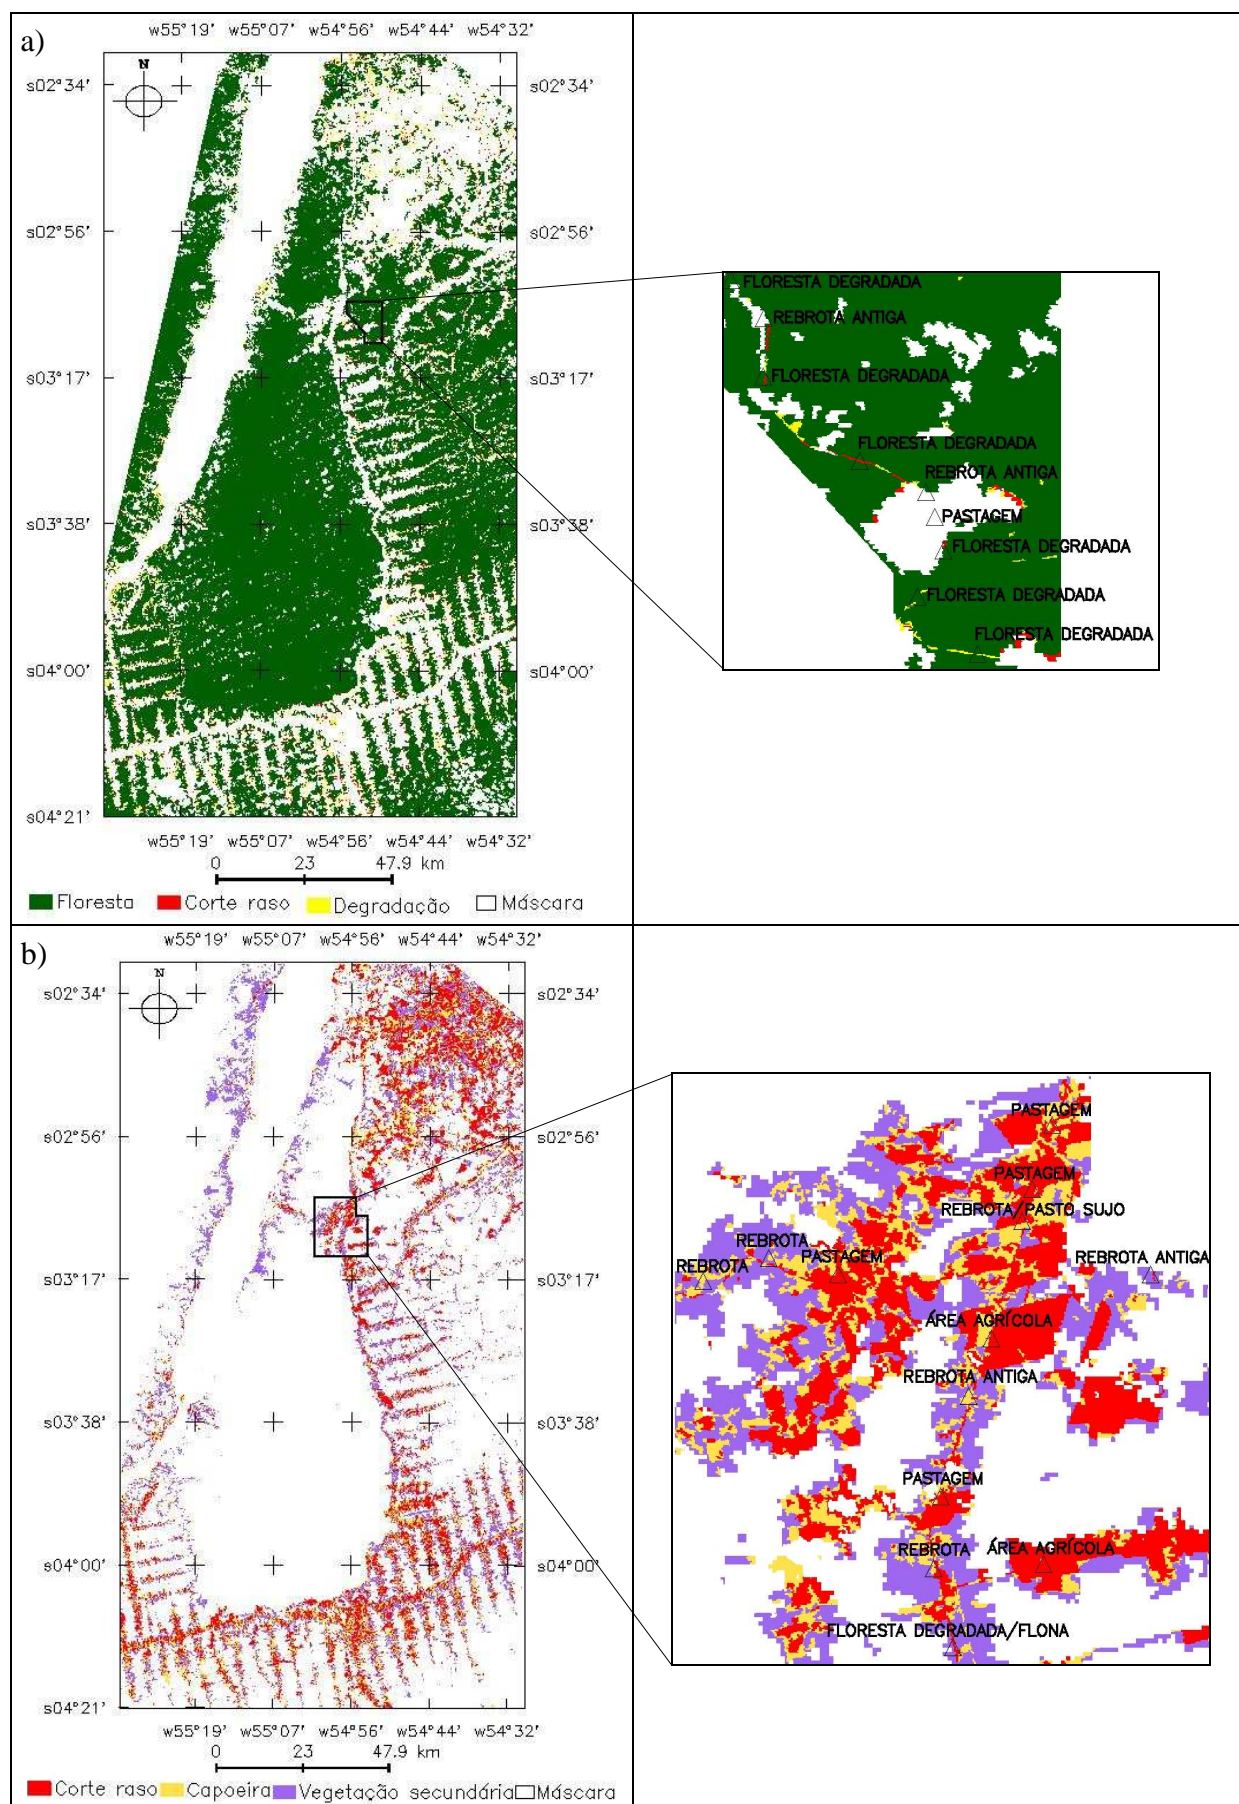 a)
w55°19' w55°07' w54°56' w54°44' w54°32'
N
s02°34' s02°34'
s02°56' s02°56'
s03°17' s03°17'
s03°38' s03°38'
s04°00' s04°00'
s04°21' s04°21'
w55°19' w55°07' w54°56' w54°44' w54°32'
0 23 47.9 km
Floresta Corte raso Degradação Máscara
FLORESTA DEGRADADA
REBROTA ANTIGA
FLORESTA DEGRADADA
FLORESTA DEGRADADA
REBROTA ANTIGA
PASTAGEM
FLORESTA DEGRADADA
FLORESTA DEGRADADA
FLORESTA DEGRADADA
b)
w55°19' w55°07' w54°56' w54°44' w54°32'
N
s02°34' s02°34'
s02°56' s02°56'
s03°17' s03°17'
s03°38' s03°38'
s04°00' s04°00'
s04°21' s04°21'
w55°19' w55°07' w54°56' w54°44' w54°32'
0 23 47.9 km
Corte raso Capoeira Vegetação secundária Máscara
PASTAGEM
PASTAGEM
REBROTA/PASTO SUJO
REBROTA
PASTAGEM
REBROTA ANTIGA
REBROTA
ÁREA AGRÍCOLA
REBROTA ANTIGA
PASTAGEM
REBROTA
ÁREA AGRÍCOLA
FLORESTA DEGRADADA/FLONA